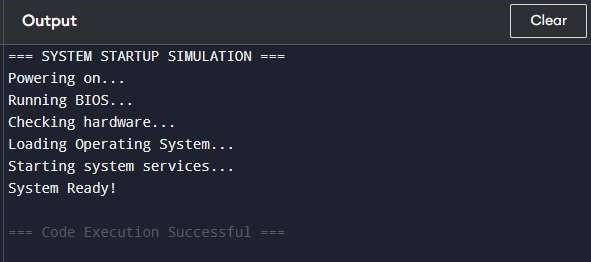 Output
Clear
=== SYSTEM STARTUP SIMULATION ===
Powering on...
Running BIOS...
Checking hardware...
Loading Operating System...
Starting system services...
System Ready!
=== Code Execution Successful ===